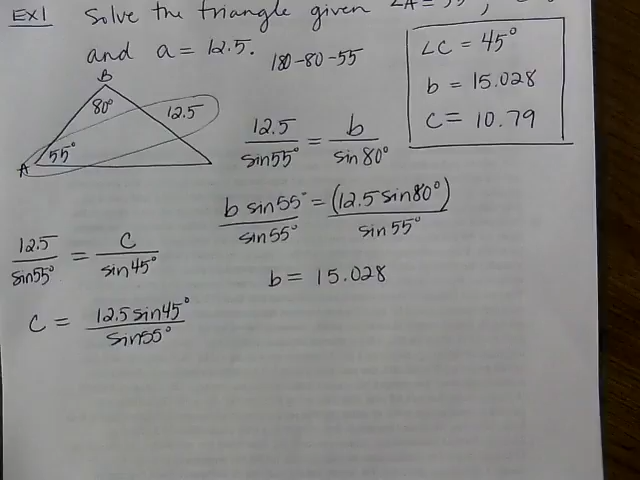 EX1 Solve the triangle given ∠A = 55°,
and a = 12.5.
180-80-55
∠C = 45°
b = 15.028
C = 10.79
B
80°
12.5
A
55°
12.5/sin55° = b/sin80°
b sin55°/sin55° = (12.5 sin80°)/sin55°
b = 15.028
12.5/sin55° = C/sin45°
C = 12.5 sin45°/sin55°